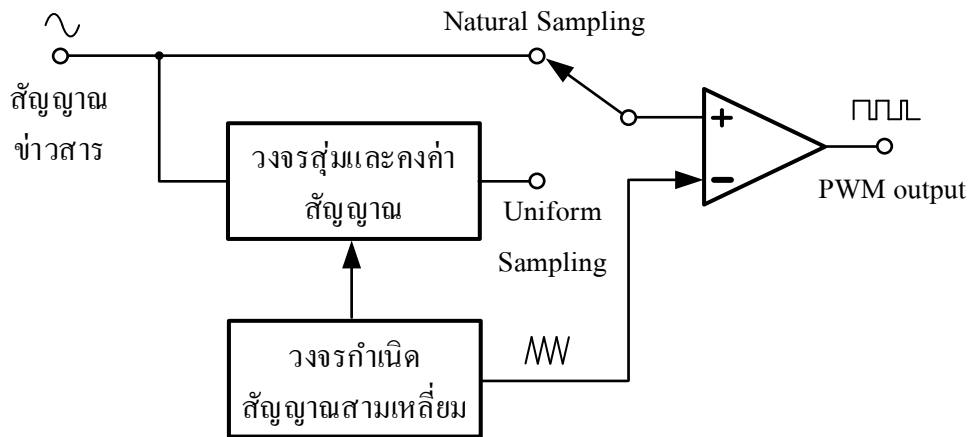 Natural Sampling
สัญญาณ
ข่าวสาร
วงจรสุ่มและคงค่า
สัญญาณ
Uniform
Sampling
+
-
PWM output
วงจรกำเนิด
สัญญาณสามเหลี่ยม